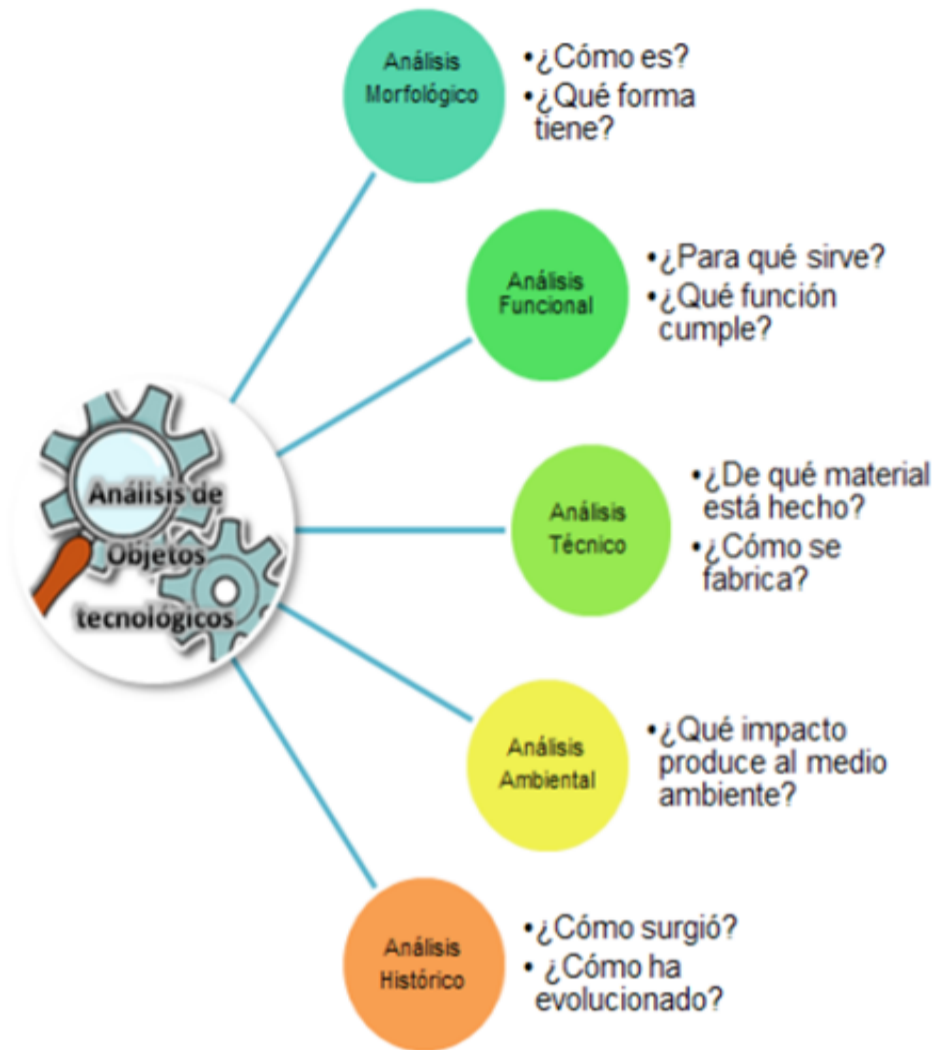 Análisis de
Objetos
tecnológicos
Análisis
Morfológico
•¿Cómo es?
•¿Qué forma
tiene?
Análisis
Funcional
•¿Para qué sirve?
•¿Qué función
cumple?
Análisis
Técnico
•¿De qué material
está hecho?
•¿Cómo se
fabrica?
Análisis
Ambiental
•¿Qué impacto
produce al medio
ambiente?
Análisis
Histórico
•¿Cómo surgió?
• ¿Cómo ha
evolucionado?